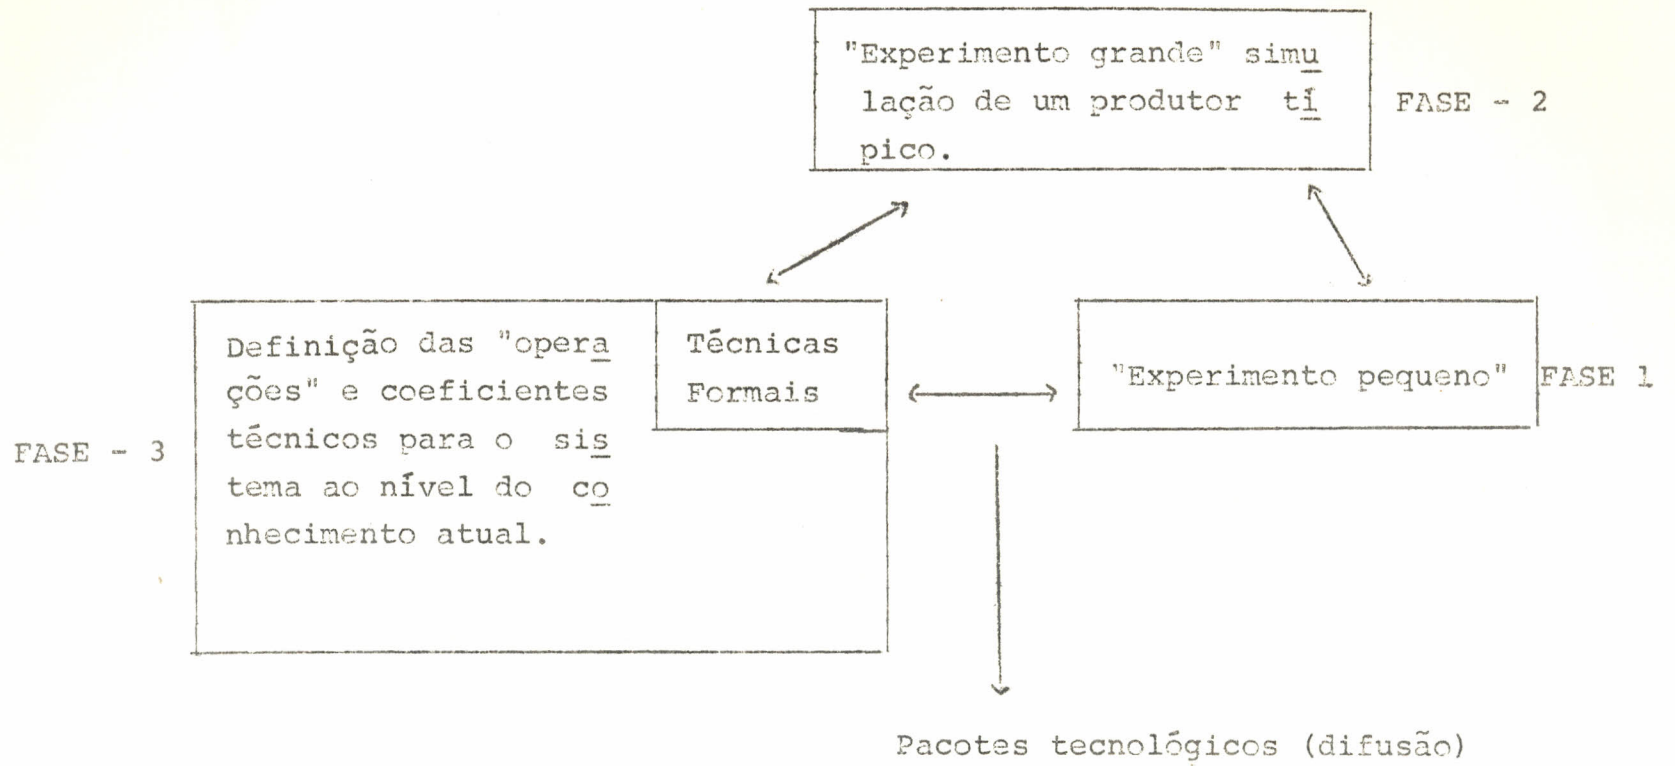 "Experimento grande" simu
lação de um produtor tí
pico.
FASE - 2
Definição das "opera
ções" e coeficientes
técnicos para o sis
tema ao nível do co
nhecimento atual.
Técnicas
Formais
"Experimento pequeno"
FASE 1
FASE - 3
Pacotes tecnológicos (difusão)